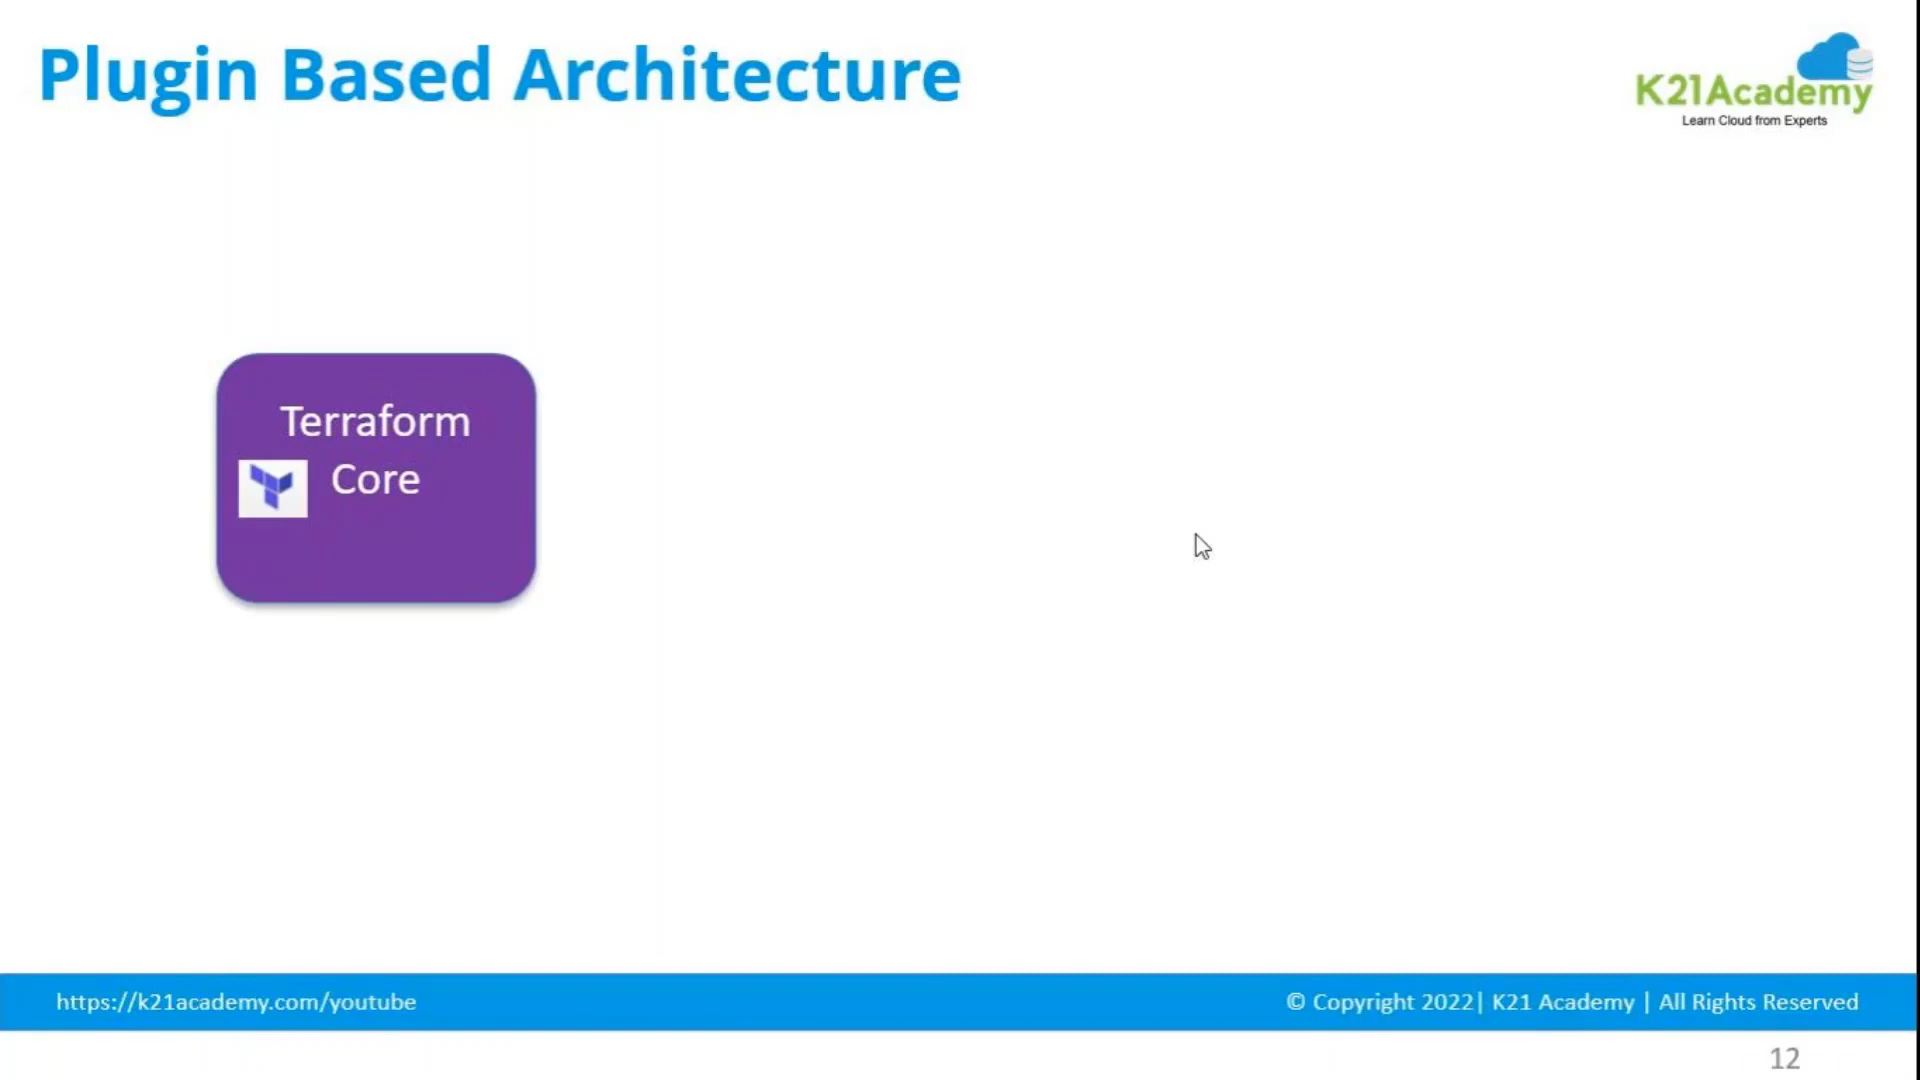 Plugin Based Architecture
K21Academy
Learn Cloud from Experts
Terraform
Core
https://k21academy.com/youtube
© Copyright 2022| K21 Academy | All Rights Reserved
12